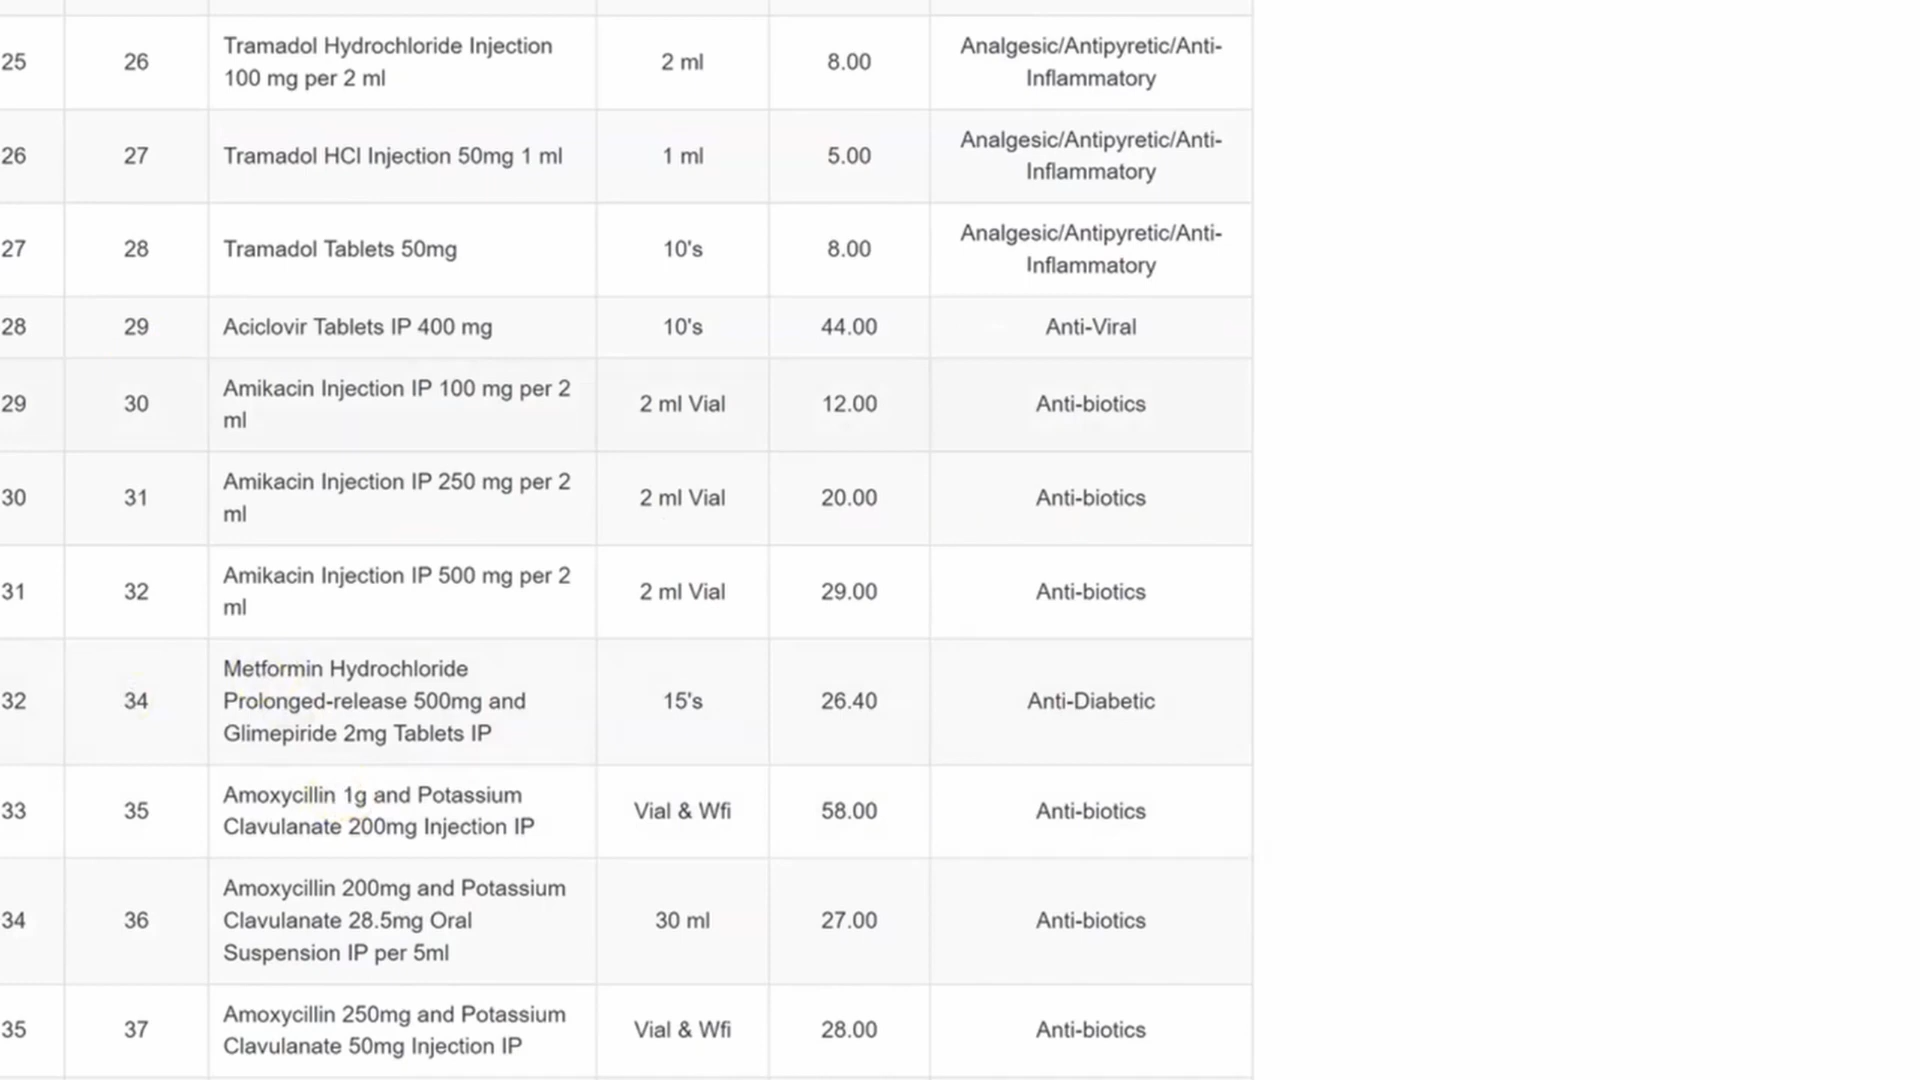 25 26 Tramadol Hydrochloride Injection 2 ml 8.00 Analgesic/Antipyretic/Anti-
100 mg per 2 ml Inflammatory
26 27 Tramadol HCl Injection 50mg 1 ml 1 ml 5.00 Analgesic/Antipyretic/Anti-
Inflammatory
27 28 Tramadol Tablets 50mg 10's 8.00 Analgesic/Antipyretic/Anti-
Inflammatory
28 29 Aciclovir Tablets IP 400 mg 10's 44.00 Anti-Viral
29 30 Amikacin Injection IP 100 mg per 2 2 ml Vial 12.00 Anti-biotics
ml
30 31 Amikacin Injection IP 250 mg per 2 2 ml Vial 20.00 Anti-biotics
ml
31 32 Amikacin Injection IP 500 mg per 2 2 ml Vial 29.00 Anti-biotics
ml
Metformin Hydrochloride
32 34 Prolonged-release 500mg and 15's 26.40 Anti-Diabetic
Glimepiride 2mg Tablets IP
33 35 Amoxycillin 1g and Potassium Vial & Wfi 58.00 Anti-biotics
Clavulanate 200mg Injection IP
Amoxycillin 200mg and Potassium
34 36 Clavulanate 28.5mg Oral 30 ml 27.00 Anti-biotics
Suspension IP per 5ml
35 37 Amoxycillin 250mg and Potassium Vial & Wfi 28.00 Anti-biotics
Clavulanate 50mg Injection IP